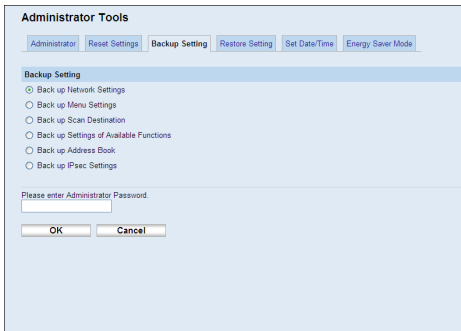 Administrator Tools
Administrator Reset Settings Backup Setting Restore Setting Set Date/Time Energy Saver Mode
Backup Setting
Back up Network Settings
Back up Menu Settings
Back up Scan Destination
Back up Settings of Available Functions
Back up Address Book
Back up IPsec Settings
Please enter Administrator Password.
OK Cancel